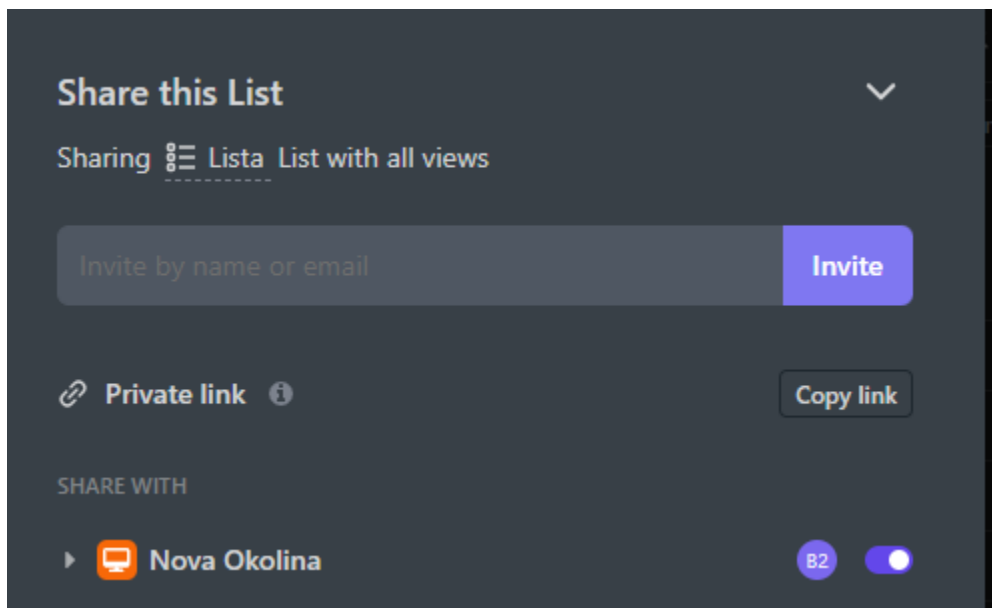 Share this List
Sharing Lista List with all views
Invite by name or email Invite
Private link Copy link
SHARE WITH
Nova Okolina B2